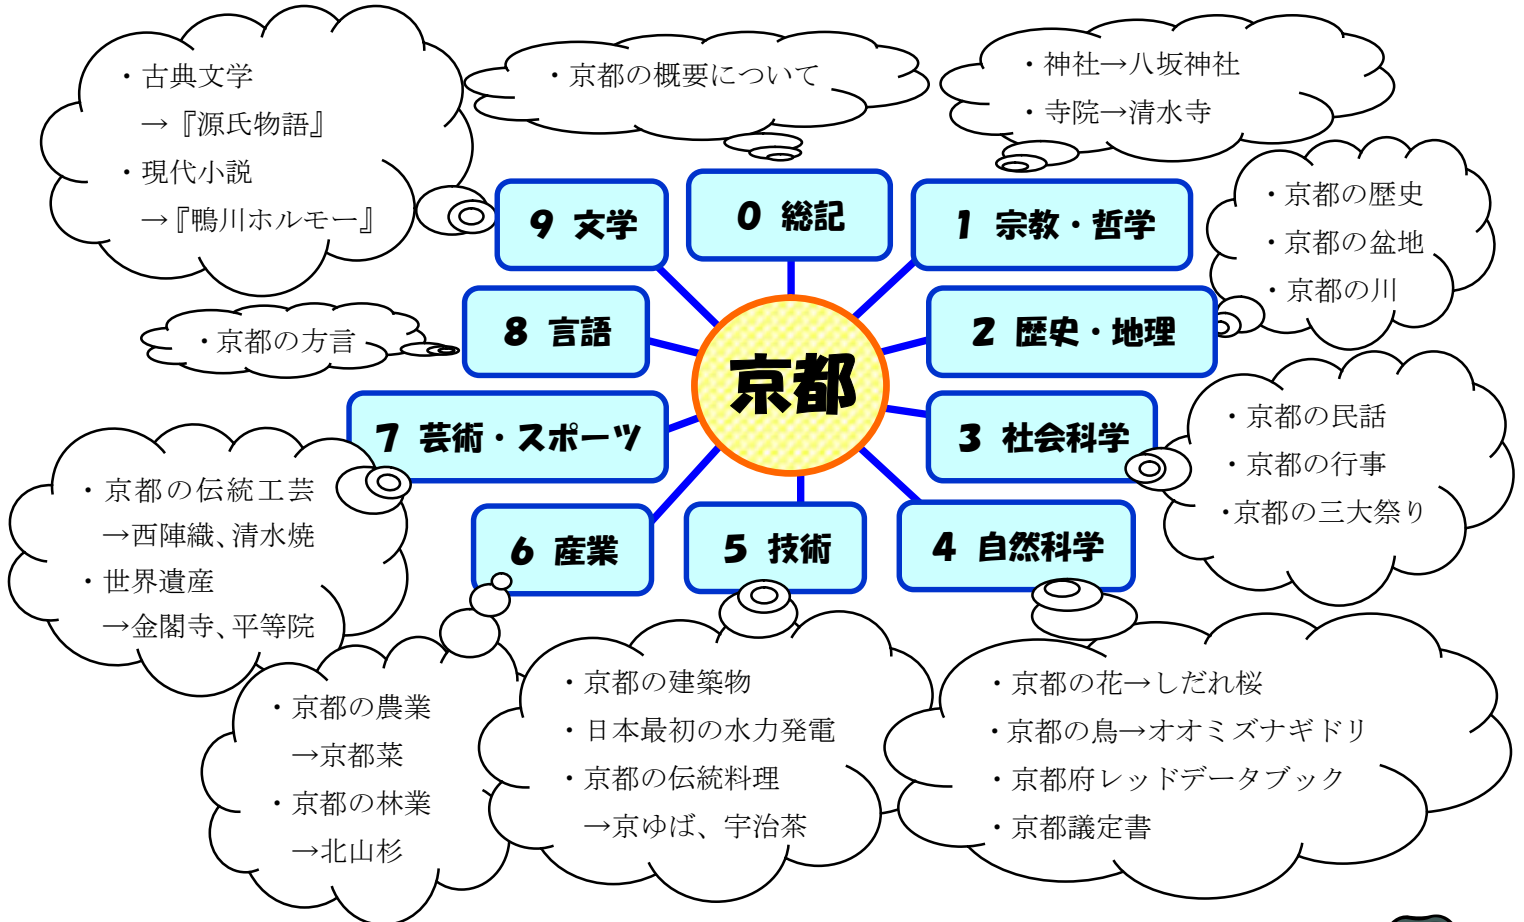 京都
0 総記
・京都の概要について
1 宗教・哲学
・神社→八坂神社
・寺院→清水寺
2 歴史・地理
・京都の歴史
・京都の盆地
・京都の川
3 社会科学
・京都の民話
・京都の行事
・京都の三大祭り
4 自然科学
・京都の花→しだれ桜
・京都の鳥→オオミズナギドリ
・京都府レッドデータブック
・京都議定書
5 技術
・京都の建築物
・日本最初の水力発電
・京都の伝統料理
→京ゆば、宇治茶
6 産業
・京都の農業
→京都菜
・京都の林業
→北山杉
7 芸術・スポーツ
・京都の伝統工芸
→西陣織、清水焼
・世界遺産
→金閣寺、平等院
8 言語
・京都の方言
9 文学
・古典文学
→『源氏物語』
・現代小説
→『鴨川ホルモー』